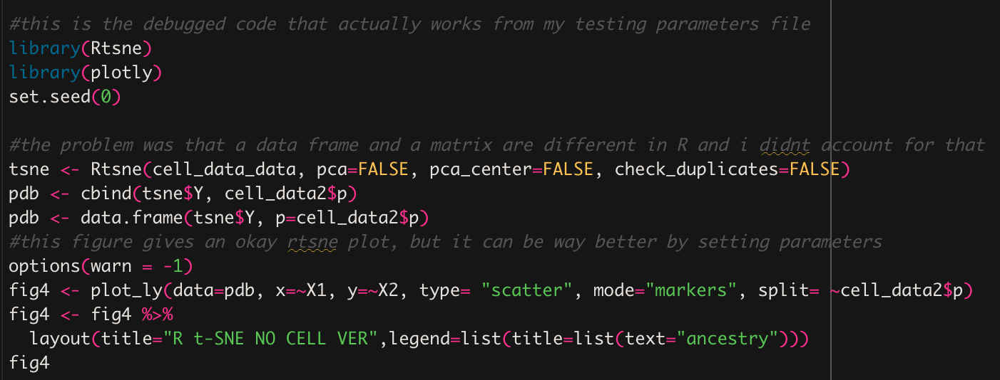 #this is the debugged code that actually works from my testing parameters file
library(Rtsne)
library(plotly)
set.seed(0)
#the problem was that a data frame and a matrix are different in R and i didnt account for that
tsne <- Rtsne(cell_data_data, pca=FALSE, pca_center=FALSE, check_duplicates=FALSE)
pdb <- cbind(tsne$Y, cell_data2$p)
pdb <- data.frame(tsne$Y, p=cell_data2$p)
#this figure gives an okay rtsne plot, but it can be way better by setting parameters
options(warn = -1)
fig4 <- plot_ly(data=pdb, x=~X1, y=~X2, type= "scatter", mode="markers", split= ~cell_data2$p)
fig4 <- fig4 %>%
  layout(title="R t-SNE NO CELL VER",legend=list(title=list(text="ancestry")))
fig4